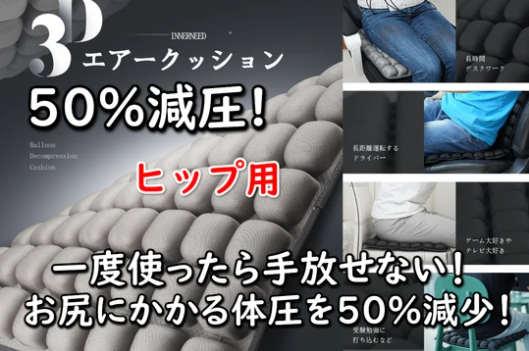 3D
INNERNEED
エアークッション
50%減圧!
Balloon
Decompression
Cushion
ヒップ用
長時間
デスクワーク
長距離運転する
ドライバー
ゲーム大好きや
テレビ大好き
一度使ったら手放せない!
お尻にかかる体圧を50%減少!
受験勉強に
打ち込むなど